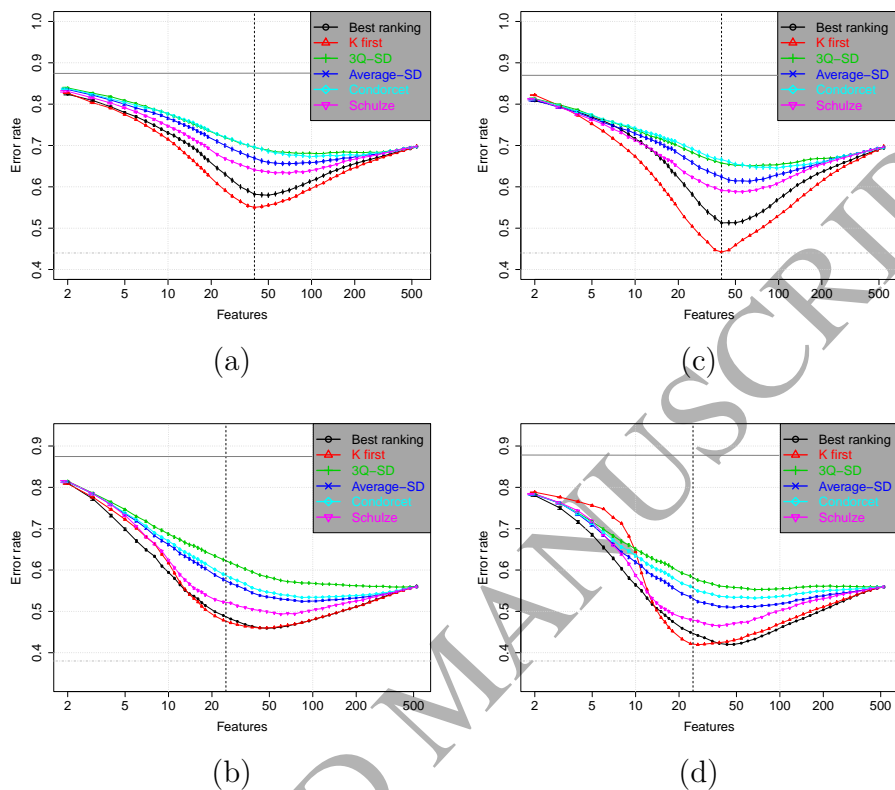 Best ranking
K first
3Q−SD
Average−SD
Condorcet
Schulze
1.0
0.9
0.8
0.7
0.6
0.5
0.4
Error rate
2 5 10 20 50 100 200 500
Features
(a)
Best ranking
K first
3Q−SD
Average−SD
Condorcet
Schulze
1.0
0.9
0.8
0.7
0.6
0.5
0.4
Error rate
2 5 10 20 50 100 200 500
Features
(c)
Best ranking
K first
3Q−SD
Average−SD
Condorcet
Schulze
0.9
0.8
0.7
0.6
0.5
0.4
Error rate
2 5 10 20 50 100 200 500
Features
(b)
Best ranking
K first
3Q−SD
Average−SD
Condorcet
Schulze
0.9
0.8
0.7
0.6
0.5
0.4
Error rate
2 5 10 20 50 100 200 500
Features
(d)
D MANUSCRIP